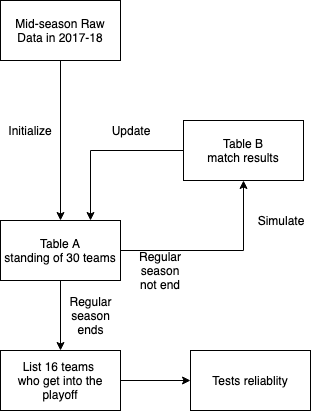 Mid-season Raw
Data in 2017-18
Initialize
Update
Table B
match results
Simulate
Table A
standing of 30 teams
Regular
season
not end
Regular
season
ends
List 16 teams
who get into the
playoff
Tests reliablity